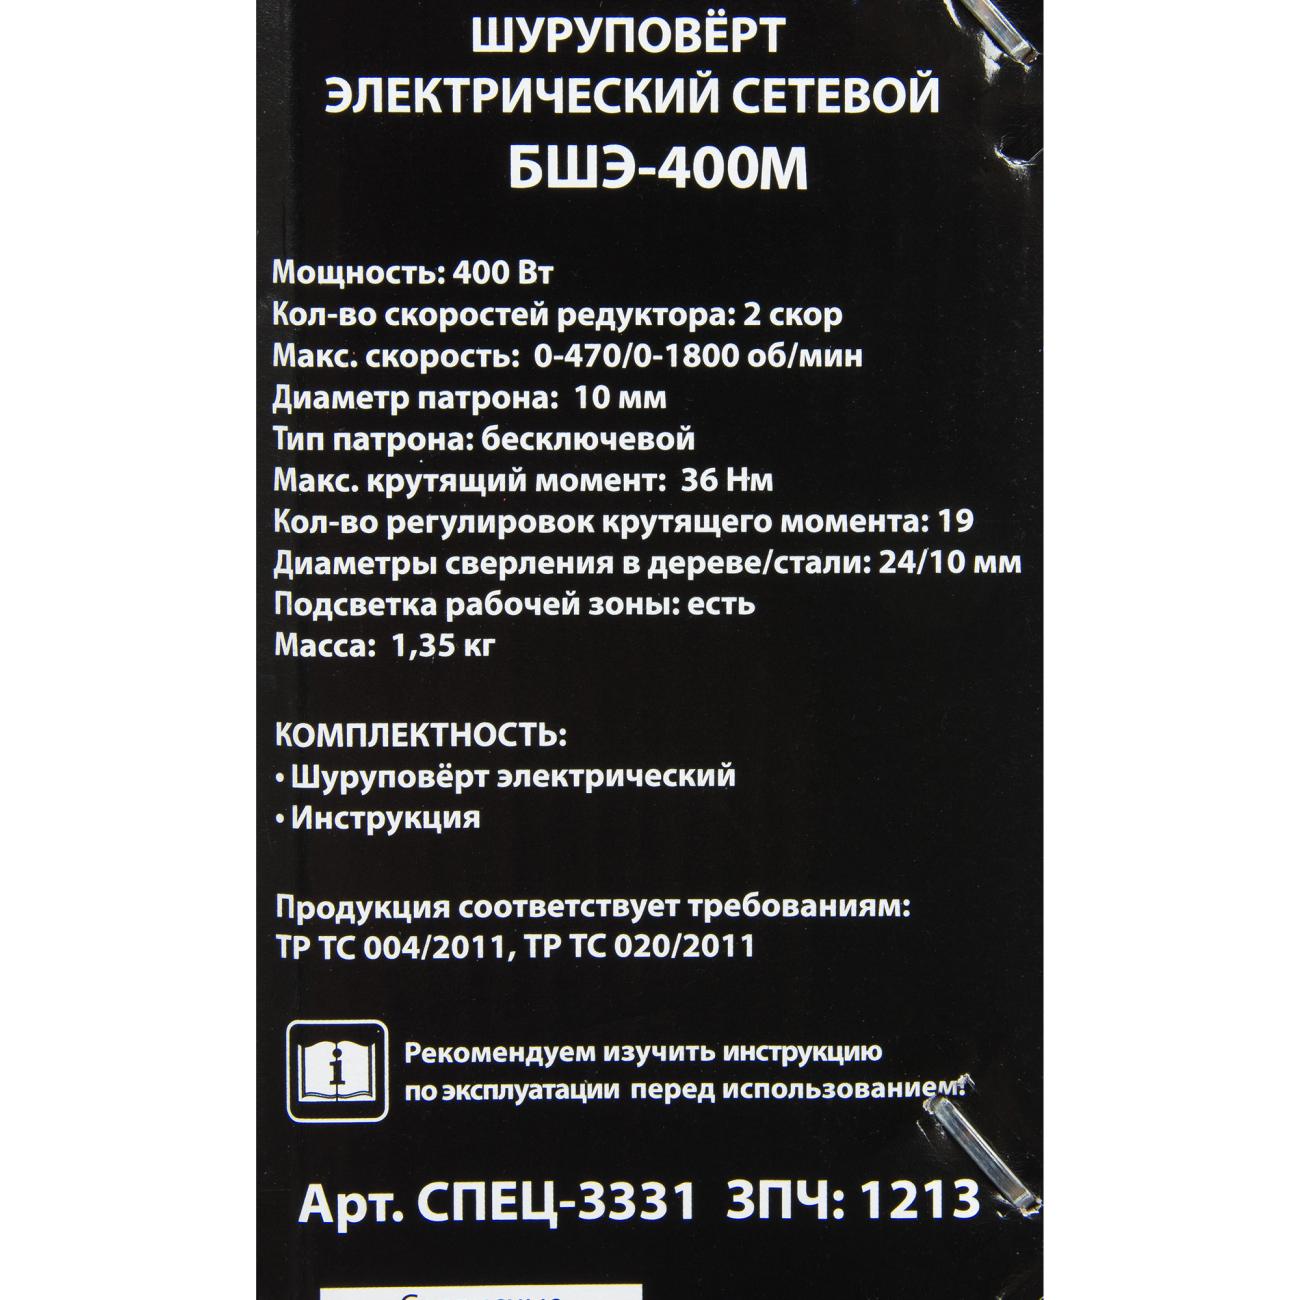 ШУРУПОВЁРТ
ЭЛЕКТРИЧЕСКИЙ СЕТЕВОЙ
БШЭ-400М
Мощность: 400 Вт
Кол-во скоростей редуктора: 2 скор
Макс. скорость: 0-470/0-1800 об/мин
Диаметр патрона: 10 мм
Тип патрона: бесключевой
Макс. крутящий момент: 36 Нм
Кол-во регулировок крутящего момента: 19
Диаметры сверления в дереве/стали: 24/10 мм
Подсветка рабочей зоны: есть
Масса: 1,35 кг
КОМПЛЕКТНОСТЬ:
• Шуруповёрт электрический
• Инструкция
Продукция соответствует требованиям:
ТР ТС 004/2011, ТР ТС 020/2011
Рекомендуем изучить инструкцию
по эксплуатации перед использованием!
Арт. СПЕЦ-3331 ЗПЧ: 1213